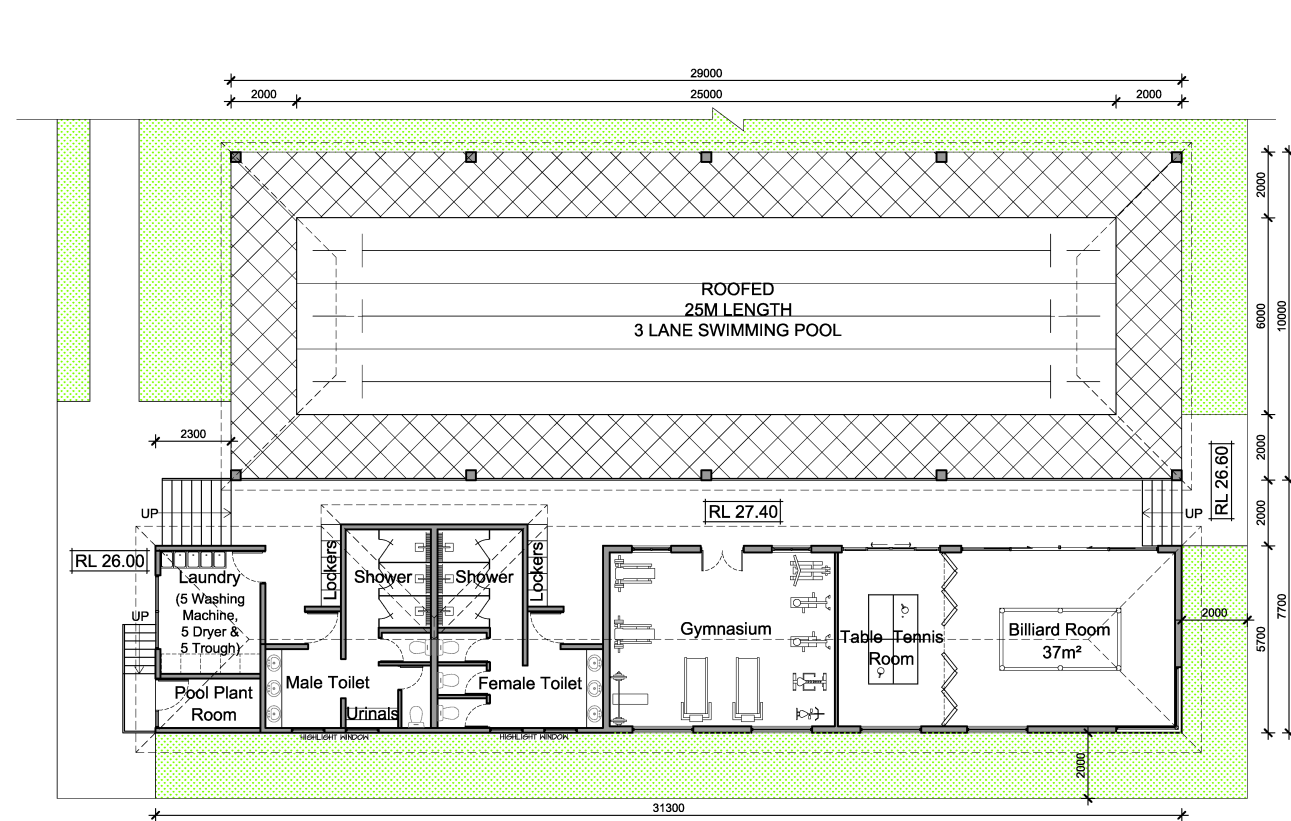 29000
2000
25000
2000
2000
ROOFED
25M LENGTH
3 LANE SWIMMING POOL
6000
10000
2300
2000
RL 26.60
UP
RL 27.40
UP
2000
RL 26.00
Laundry
(5 Washing
Machine,
5 Dryer &
5 Trough)
UP
Lockers
Shower
Shower
Lockers
Gymnasium
Table Tennis
Room
Billiard Room
37m²
2000
5700
7700
Pool Plant
Room
Male Toilet
Urinals
Female Toilet
HIGHLIGHT WINDOW
HIGHLIGHT WINDOW
2000
31300